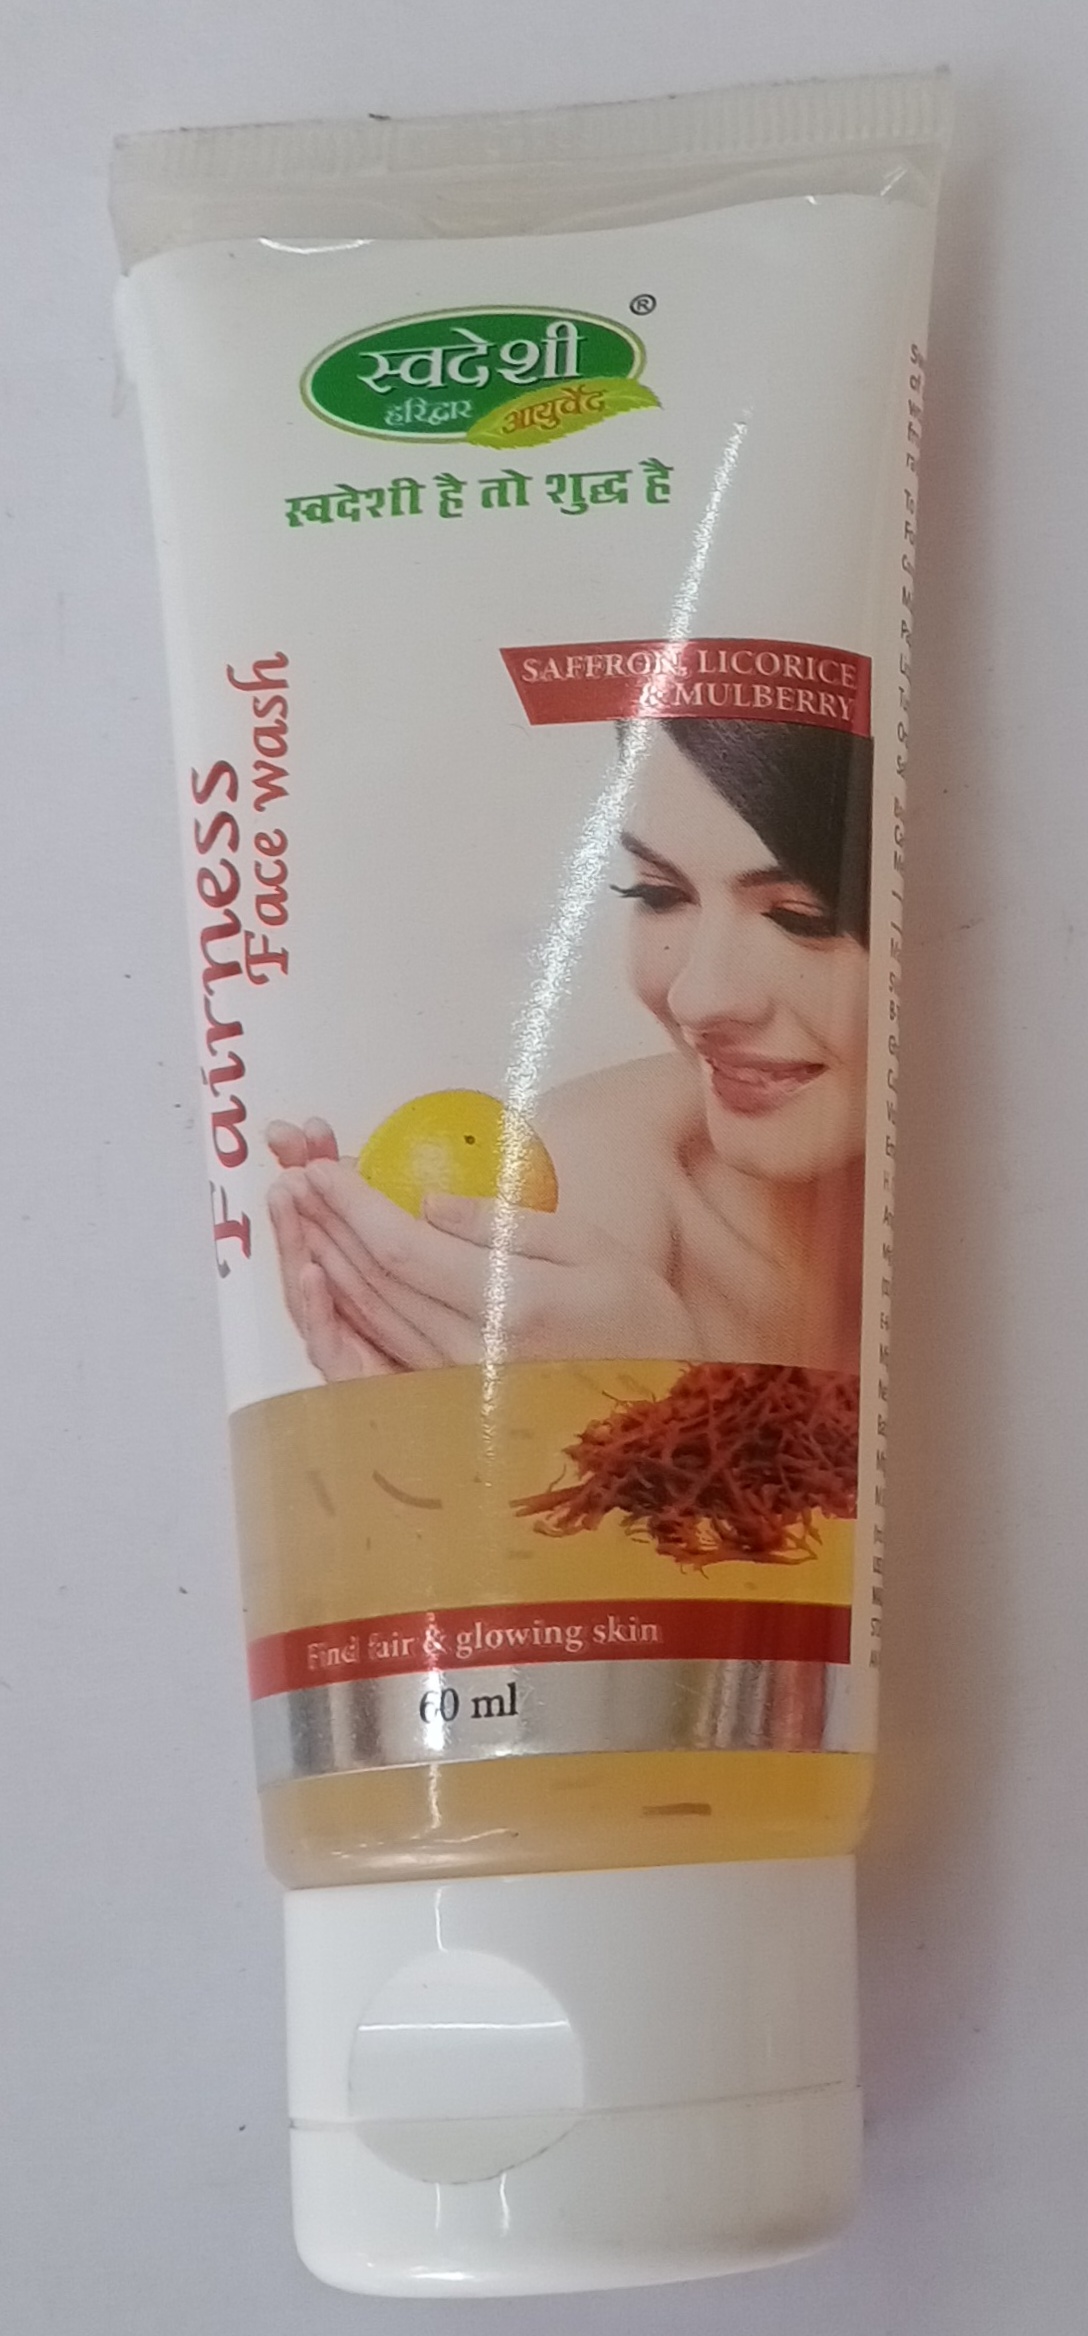 स्वदेशी
®
हरिद्वार
आयुर्वेद
स्वदेशी है तो शुद्ध है
SAFFRON, LICORICE
& MULBERRY
Fairness
Face wash
Find fair & glowing skin
60 ml